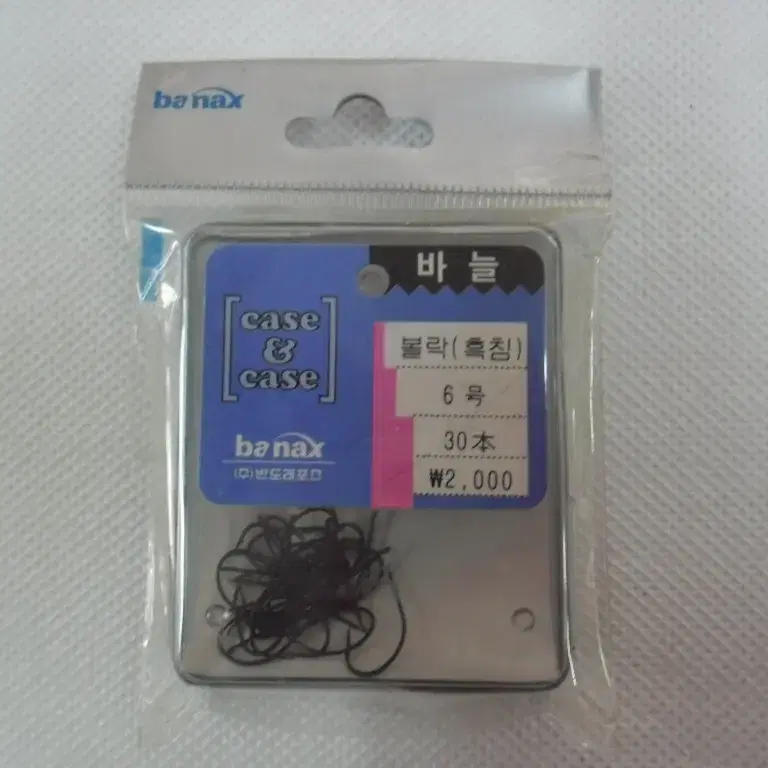 banax
바늘
case
&
case
볼락(흑침)
6号
30本
₩2,000
banax
(주)반도레포츠